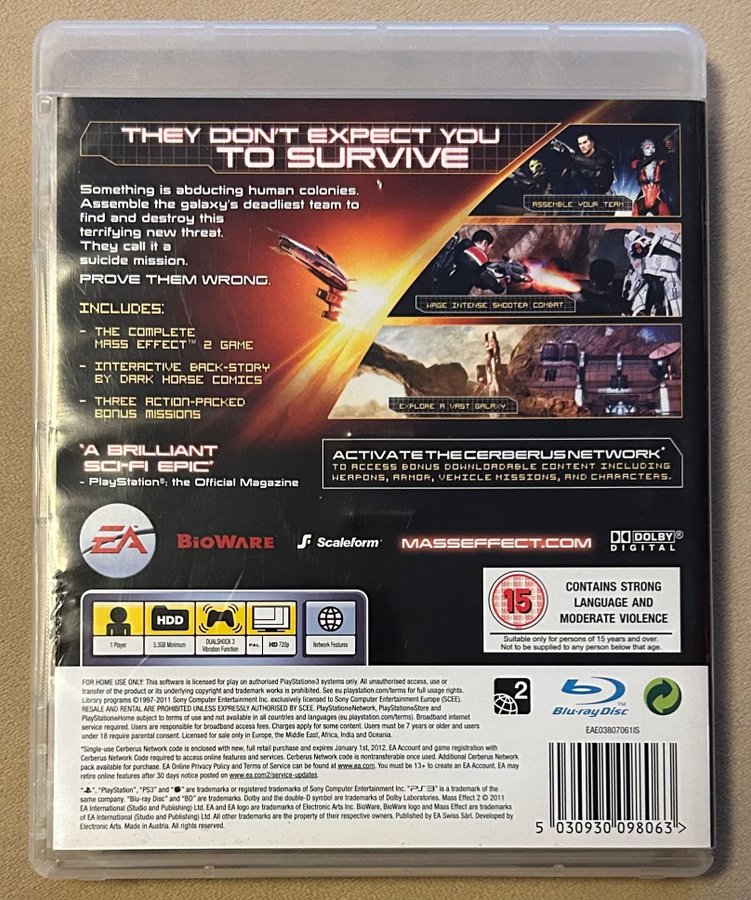 THEY DON'T EXPECT YOU
TO SURVIVE
Something is abducting human colonies.
Assemble the galaxy's deadliest team to
find and destroy this
terrifying new threat.
They call it a
suicide mission.
PROVE THEM WRONG.
INCLUDES:
- THE COMPLETE
MASS EFFECT™ 2 GAME
- INTERACTIVE BACK-STORY
BY DARK HORSE COMICS
- THREE ACTION-PACKED
BONUS MISSIONS
ASSEMBLE YOUR TEAM
WAGE INTENSE SHOOTER COMBAT
EXPLORE A VAST GALAXY
"A BRILLIANT
SCI-FI EPIC"
- PlayStation®: the Official Magazine
ACTIVATE THE CERBERUS NETWORK*
TO ACCESS BONUS DOWNLOADABLE CONTENT INCLUDING
WEAPONS, ARMOR, VEHICLE MISSIONS, AND CHARACTERS.
EA
BIOWARE
Scaleform®
MASSEFFECT.COM
DOLBY®
DIGITAL
15
CONTAINS STRONG
LANGUAGE AND
MODERATE VIOLENCE
Suitable only for persons of 15 years and over.
Not to be supplied to any person below that age.
1 Player
HDD
5.3GB Minimum
DUALSHOCK 3
Vibration Function
PAL HD 720p
Network Features
FOR HOME USE ONLY: This software is licensed for play on authorised PlayStation®3 systems only. All unauthorised access, use or
transfer of the product or its underlying copyright and trademark works is prohibited. See eu.playstation.com/terms for full usage rights.
Library programs ©1997-2011 Sony Computer Entertainment Inc. exclusively licensed to Sony Computer Entertainment Europe (SCEE).
RESALE AND RENTAL ARE PROHIBITED UNLESS EXPRESSLY AUTHORISED BY SCEE. PlayStation®Network, PlayStation®Store and
PlayStation®Home subject to terms of use and not available in all countries and languages (eu.playstation.com/terms). Broadband internet
service required. Users are responsible for broadband access fees. Charges apply for some content. Users must be 7 years or older and users
under 18 require parental consent. Licensed for sale only in Europe, the Middle East, Africa, India and Oceania.
*Single-use Cerberus Network code is enclosed with new, full retail purchase and expires January 1st, 2012. EA Account and game registration with
Cerberus Network Code required to access online features and services. Cerberus Network code is nontransferable once used. Additional Cerberus Network
pack available for purchase. EA Online Privacy Policy and Terms of Service can be found at www.ea.com. You must be 13+ to create an EA Account. EA may
retire online features after 30 days notice posted on www.ea.com/2/service-updates.
", "PlayStation", "PS3" and " " are trademarks or registered trademarks of Sony Computer Entertainment Inc. "PS3" is a trademark of the
same company. "Blu-ray Disc" and "BD" are trademarks. Dolby and the double-D symbol are trademarks of Dolby Laboratories. Mass Effect 2 © 2011
EA International (Studio and Publishing) Ltd. EA and EA logo are trademarks of Electronic Arts Inc. BioWare, BioWare logo and Mass Effect are trademarks
of EA International (Studio and Publishing) Ltd. All other trademarks are the property of their respective owners. Published by EA Swiss Sàrl. Developed by
Electronic Arts. Made in Austria. All rights reserved.
2
Blu-ray Disc
EAE03807061IS
5 030930 098063 >